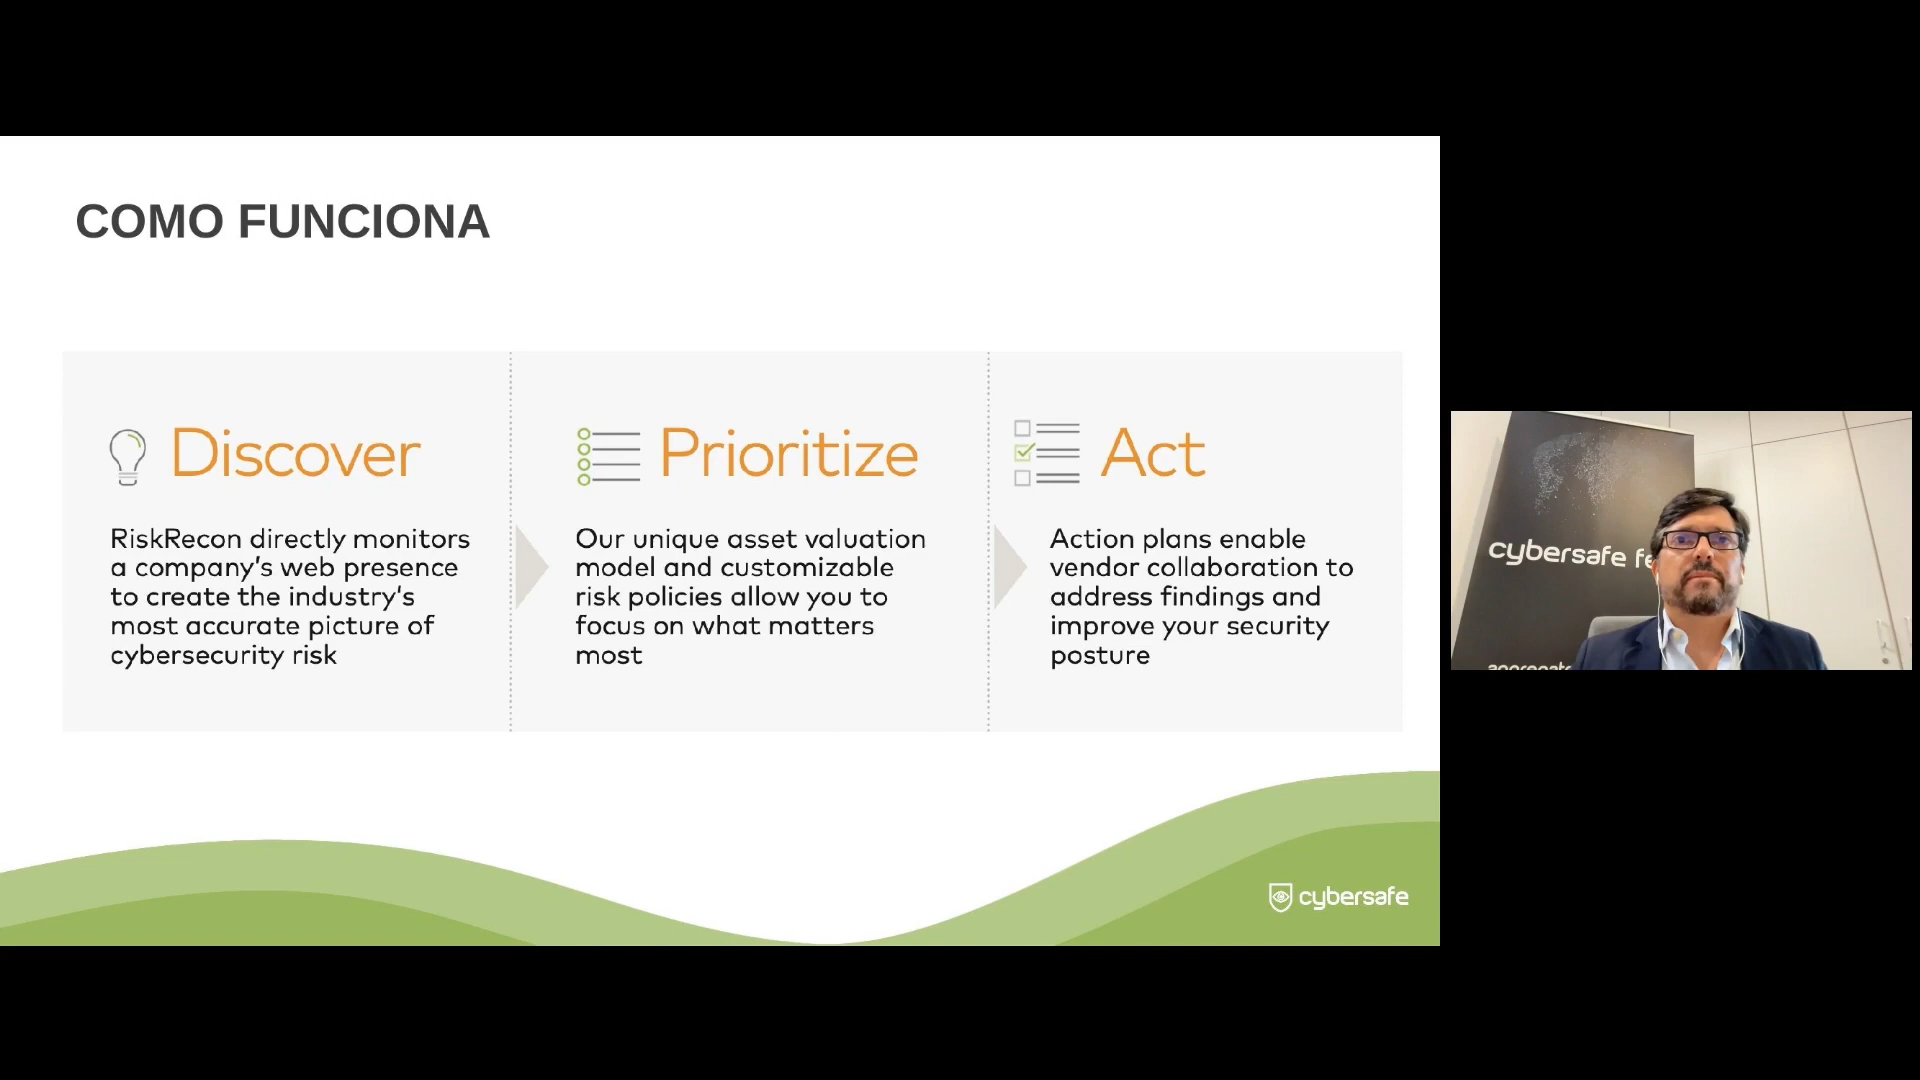 COMO FUNCIONA
Discover
RiskRecon directly monitors
a company's web presence
to create the industry's
most accurate picture of
cybersecurity risk
Prioritize
Our unique asset valuation
model and customizable
risk policies allow you to
focus on what matters
most
Act
Action plans enable
vendor collaboration to
address findings and
improve your security
posture
cybersafe
cybersafe fe